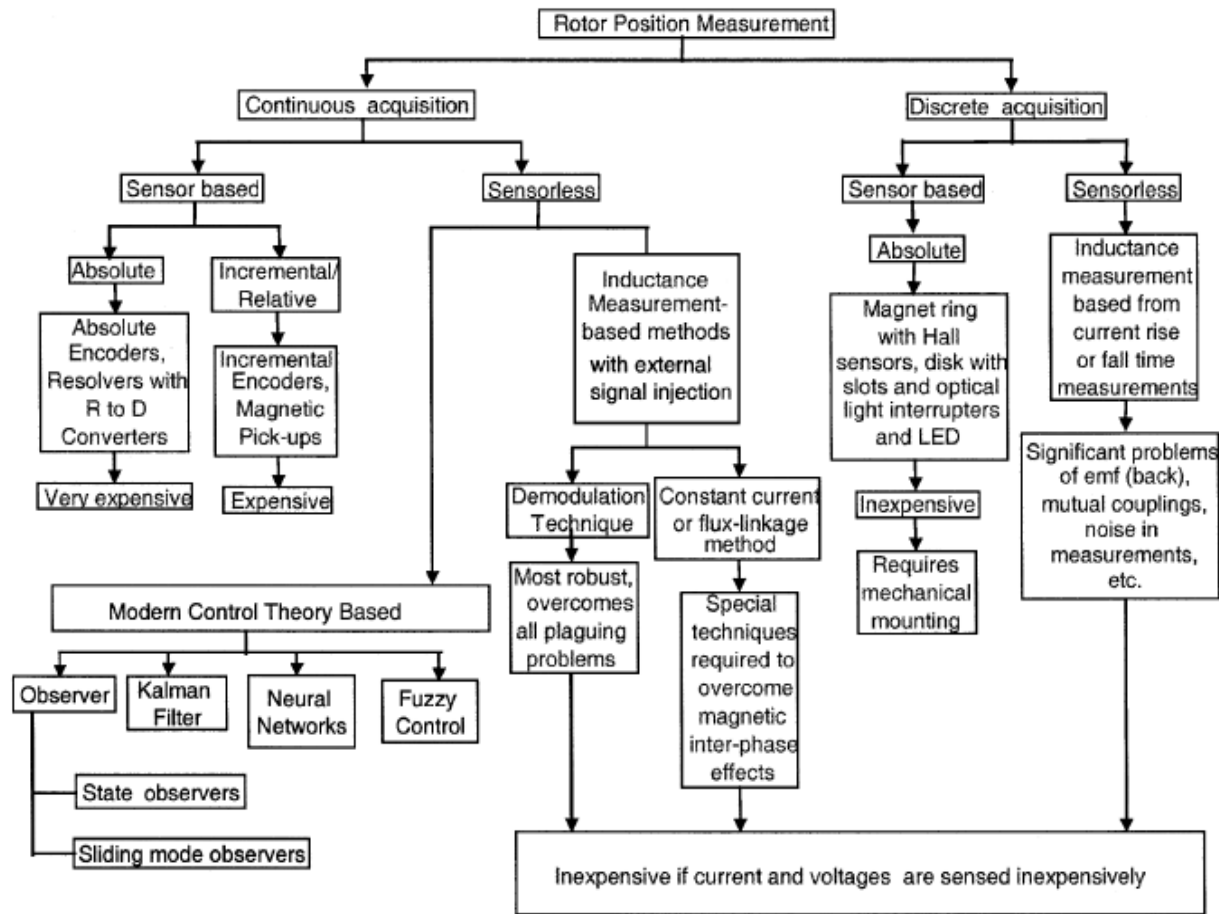 Rotor Position Measurement
Continuous acquisition
Discrete acquisition
Sensor based
Sensorless
Sensor based
Sensorless
Absolute
Incremental/
Relative
Absolute
Encoders,
Resolvers with
R to D
Converters
Incremental
Encoders,
Magnetic
Pick-ups
Very expensive
Expensive
Inductance
Measurement-
based methods
with external
signal injection
Demodulation
Technique
Constant current
or flux-linkage
method
Most robust,
overcomes
all plaguing
problems
Special
techniques
required to
overcome
magnetic
inter-phase
effects
Absolute
Magnet ring
with Hall
sensors, disk with
slots and optical
light interrupters
and LED
Inexpensive
Requires
mechanical
mounting
Inductance
measurement
based from
current rise
or fall time
measurements
Significant problems
of emf (back),
mutual couplings,
noise in
measurements,
etc.
Modern Control Theory Based
Observer
Kalman
Filter
Neural
Networks
Fuzzy
Control
State observers
Sliding mode observers
Inexpensive if current and voltages are sensed inexpensively